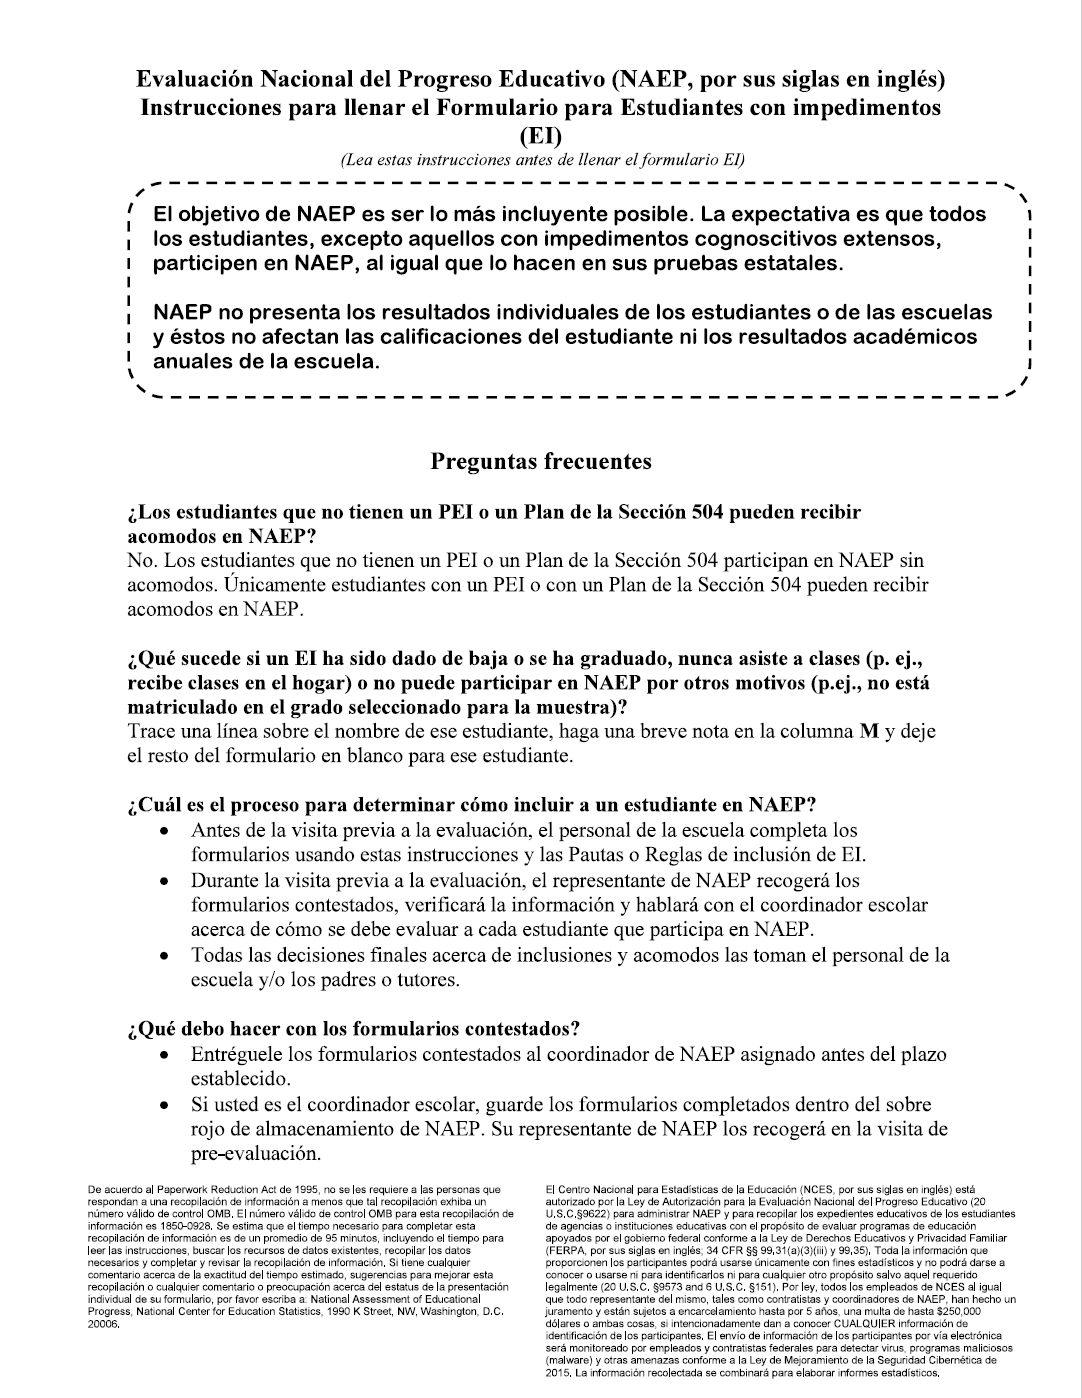 Evaluación Nacional del Progreso Educativo (NAEP, por sus siglas en inglés)
Instrucciones para llenar el Formulario para Estudiantes con impedimentos
(EI)
(Lea estas instrucciones antes de llenar el formulario EI)
El objetivo de NAEP es ser lo más incluyente posible. La expectativa es que todos
los estudiantes, excepto aquellos con impedimentos cognoscitivos extensos,
participen en NAEP, al igual que lo hacen en sus pruebas estatales.
NAEP no presenta los resultados individuales de los estudiantes o de las escuelas
y éstos no afectan las calificaciones del estudiante ni los resultados académicos
anuales de la escuela.
Preguntas frecuentes
¿Los estudiantes que no tienen un PEI o un Plan de la Sección 504 pueden recibir
acomodos en NAEP?
No. Los estudiantes que no tienen un PEI o un Plan de la Sección 504 participan en NAEP sin
acomodos. Únicamente estudiantes con un PEI o con un Plan de la Sección 504 pueden recibir
acomodos en NAEP.
¿Qué sucede si un EI ha sido dado de baja o se ha graduado, nunca asiste a clases (p. ej.,
recibe clases en el hogar) o no puede participar en NAEP por otros motivos (p.ej., no está
matriculado en el grado seleccionado para la muestra)?
Trace una línea sobre el nombre de ese estudiante, haga una breve nota en la columna M y deje
el resto del formulario en blanco para ese estudiante.
¿Cuál es el proceso para determinar cómo incluir a un estudiante en NAEP?
• Antes de la visita previa a la evaluación, el personal de la escuela completa los
formularios usando estas instrucciones y las Pautas o Reglas de inclusión de EI.
• Durante la visita previa a la evaluación, el representante de NAEP recogerá los
formularios contestados, verificará la información y hablará con el coordinador escolar
acerca de cómo se debe evaluar a cada estudiante que participa en NAEP.
• Todas las decisiones finales acerca de inclusiones y acomodos las toman el personal de la
escuela y/o los padres o tutores.
¿Qué debo hacer con los formularios contestados?
• Entréguele los formularios contestados al coordinador de NAEP asignado antes del plazo
establecido.
• Si usted es el coordinador escolar, guarde los formularios completados dentro del sobre
rojo de almacenamiento de NAEP. Su representante de NAEP los recogerá en la visita de
pre-evaluación.
De acuerdo al Paperwork Reduction Act de 1995, no se les requiere a las personas que
respondan a una recopilación de información a menos que tal recopilación exhiba un
número válido de control OMB. El número válido de control OMB para esta recopilación de
información es 1850-0928. Se estima que el tiempo necesario para completar esta
recopilación de información es de un promedio de 95 minutos, incluyendo el tiempo para
leer las instrucciones, buscar los recursos de datos existentes, recopilar los datos
necesarios y completar y revisar la recopilación de información. Si tiene cualquier
comentario acerca de la exactitud del tiempo estimado, sugerencias para mejorar esta
recopilación o cualquier comentario o preocupación acerca del estatus de la presentación
individual de su formulario, por favor escriba a: National Assessment of Educational
Progress, National Center for Education Statistics, 1990 K Street, NW, Washington, D.C.
20006.
El Centro Nacional para Estadísticas de la Educación (NCES, por sus siglas en inglés) está
autorizado por la Ley de Autorización para la Evaluación Nacional del Progreso Educativo (20
U.S.C.§9622) para administrar NAEP y para recopilar los expedientes educativos de los estudiantes
de agencias o instituciones educativas con el propósito de evaluar programas de educación
apoyados por el gobierno federal conforme a la Ley de Derechos Educativos y Privacidad Familiar
(FERPA, por sus siglas en inglés; 34 CFR §§ 99.31(a)(3)(iii) y 99.35). Toda la información que
proporcionen los participantes podrá usarse únicamente con fines estadísticos y no podrá darse a
conocer o usarse ni para identificarlos ni para cualquier otro propósito salvo aquel requerido
legalmente (20 U.S.C. §9573 and 6 U.S.C. §151). Por ley, todos los empleados de NCES al igual
que todo representante del mismo, tales como contratistas y coordinadores de NAEP, han hecho un
juramento y están sujetos a encarcelamiento hasta por 5 años, una multa de hasta $250,000
dólares o ambas cosas, si intencionadamente dan a conocer CUALQUIER información de
identificación de los participantes. El envío de información de los participantes por vía electrónica
será monitoreado por empleados y contratistas federales para detectar virus, programas maliciosos
(malware) y otras amenazas conforme a la Ley de Mejoramiento de la Seguridad Cibernética de
2015. La información recolectada se combinará para elaborar informes estadísticos.